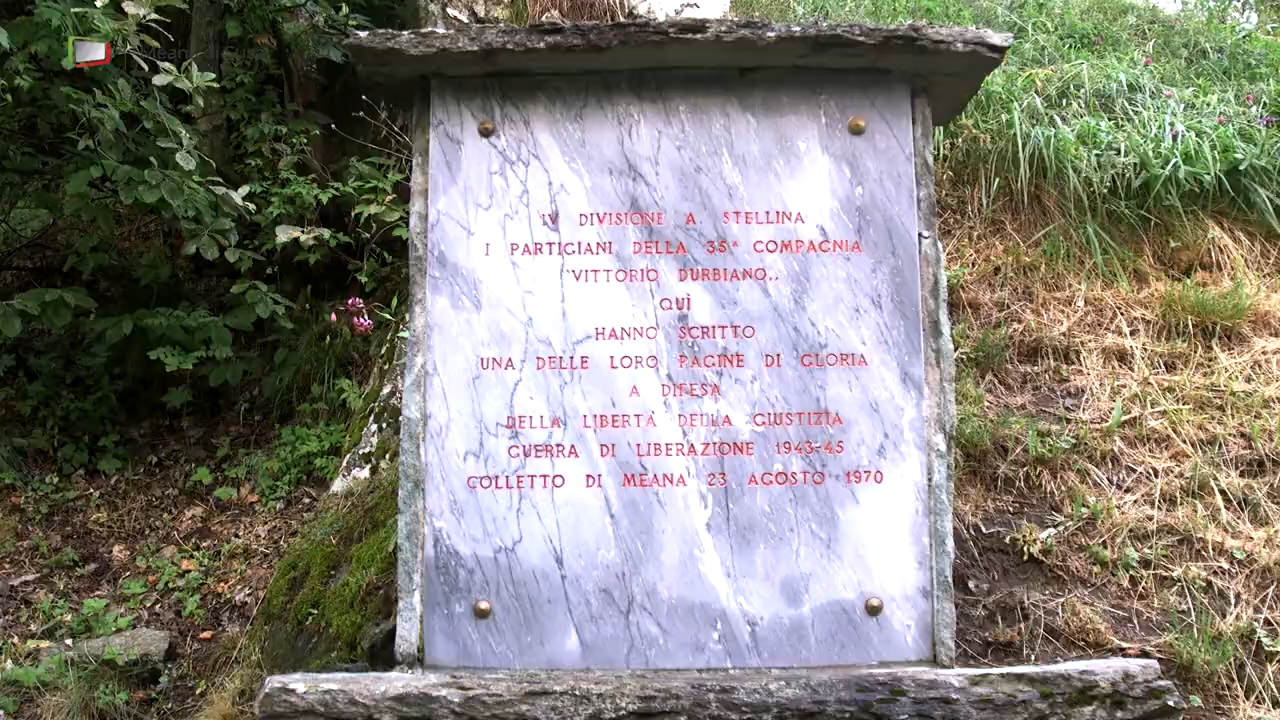 IV DIVISIONE A. STELLINA
I PARTIGIANI DELLA 35ª COMPAGNIA
"VITTORIO DURBIANO"
QUÌ
HANNO SCRITTO
UNA DELLE LORO PAGINE DI GLORIA
A DIFESA
DELLA LIBERTÀ DELLA GIUSTIZIA
GUERRA DI LIBERAZIONE 1943-45
COLLETTO DI MEANA 23 AGOSTO 1970